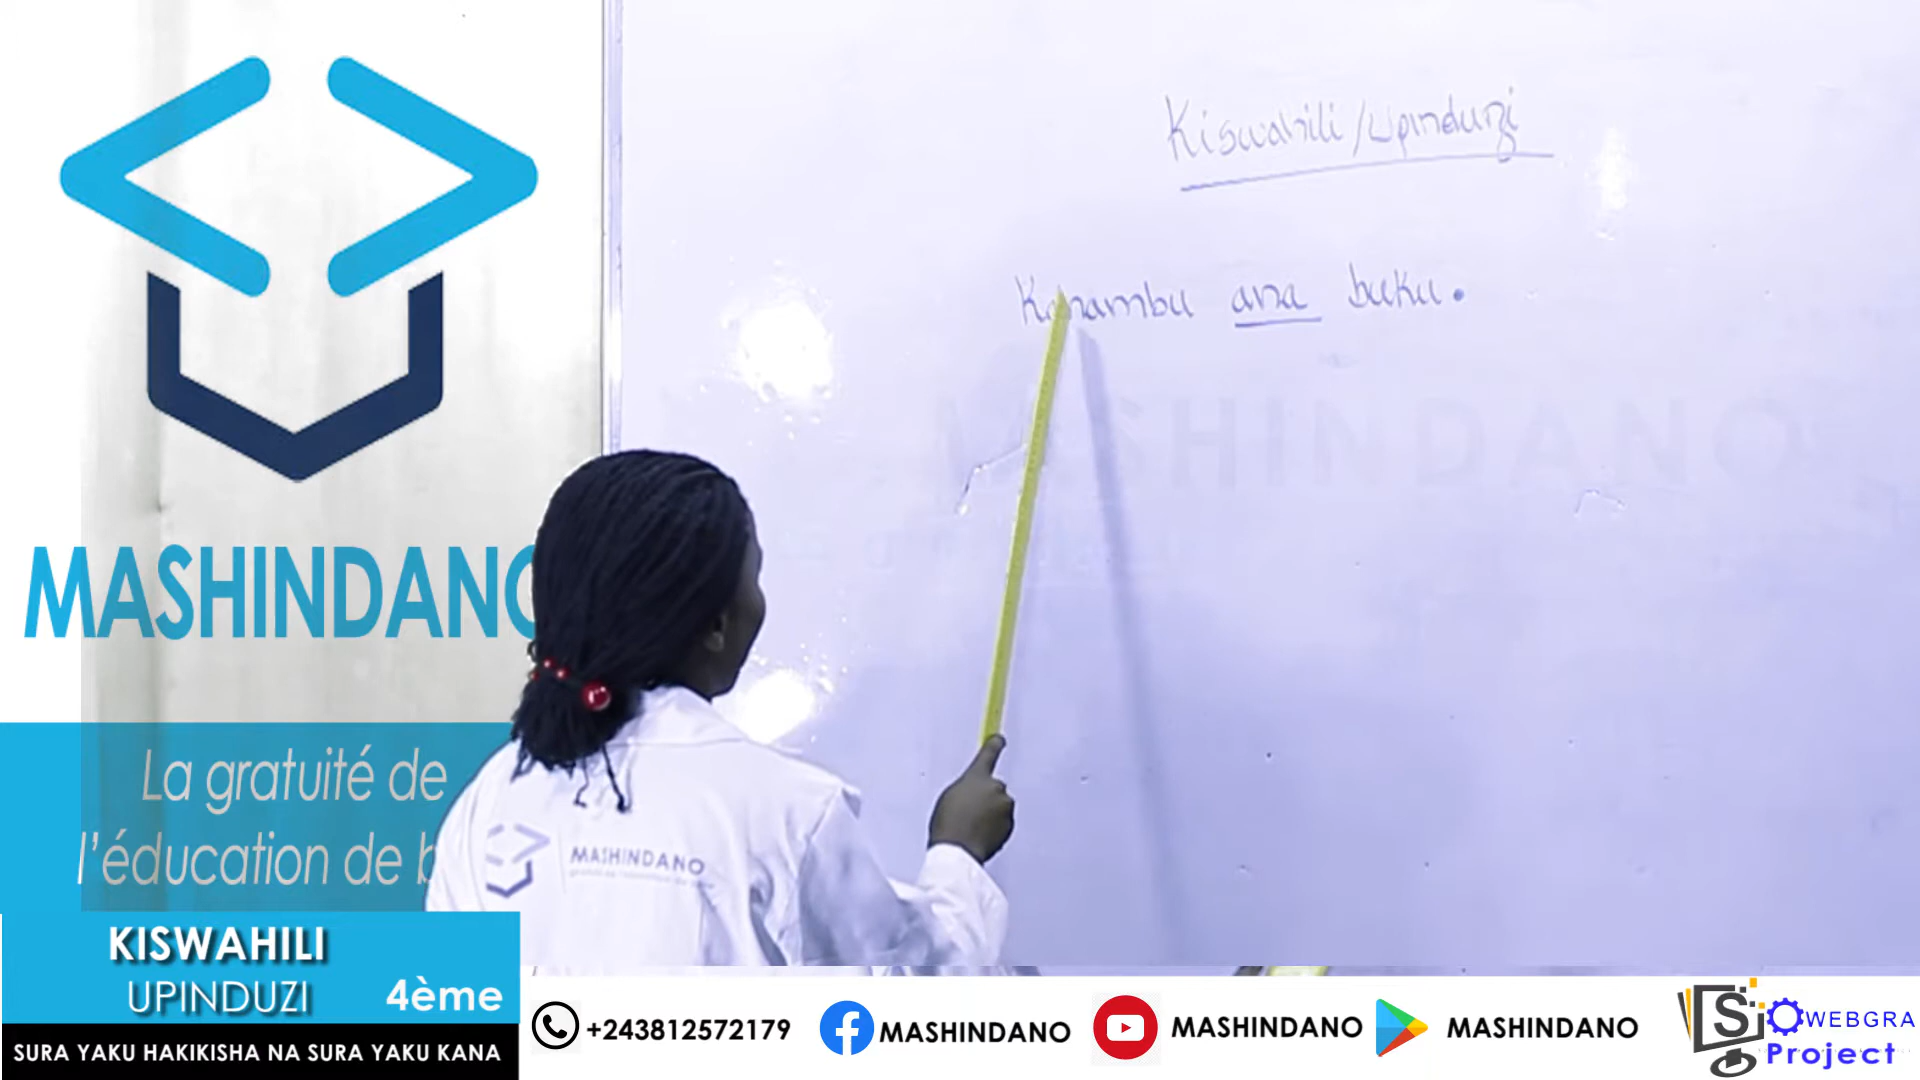 Kiswahili/Upinduzi
Kanambu ana buku.
MASHINDANO
MASHINDANO
La gratuité de
l'éducation de b
MASHINDANO
KISWAHILI
UPINDUZI
4ème
SURA YAKU HAKIKISHA NA SURA YAKU KANA
+243812572179
MASHINDANO
MASHINDANO
MASHINDANO
S
WEBGRA
Project